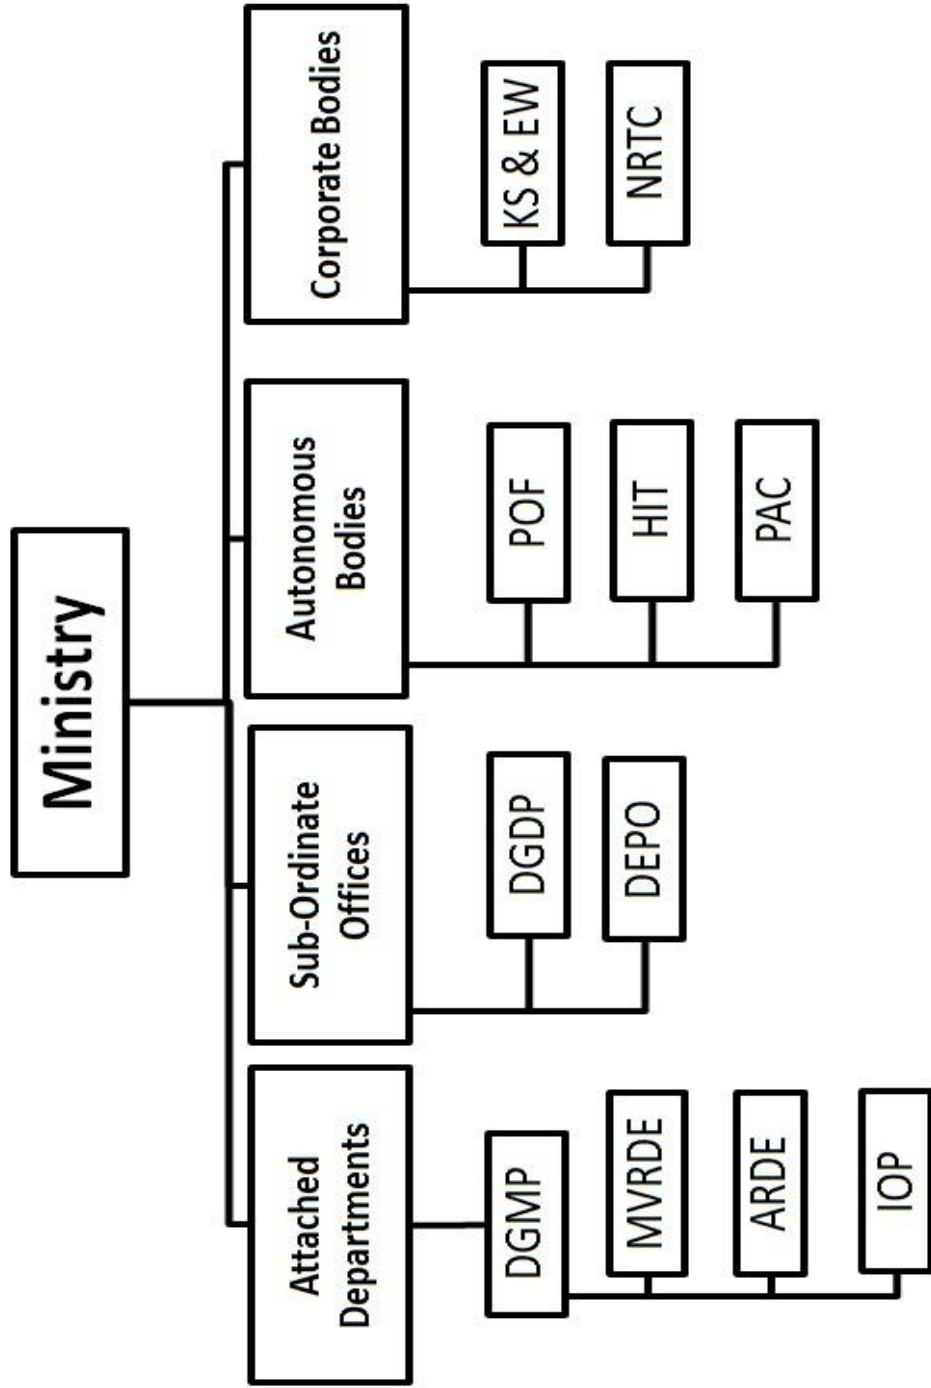 Ministry
Attached
Departments
Sub-Ordinate
Offices
Autonomous
Bodies
Corporate Bodies
DGMP
MVRDE
ARDE
IOP
DGDP
DEPO
POF
HIT
PAC
KS & EW
NRTC